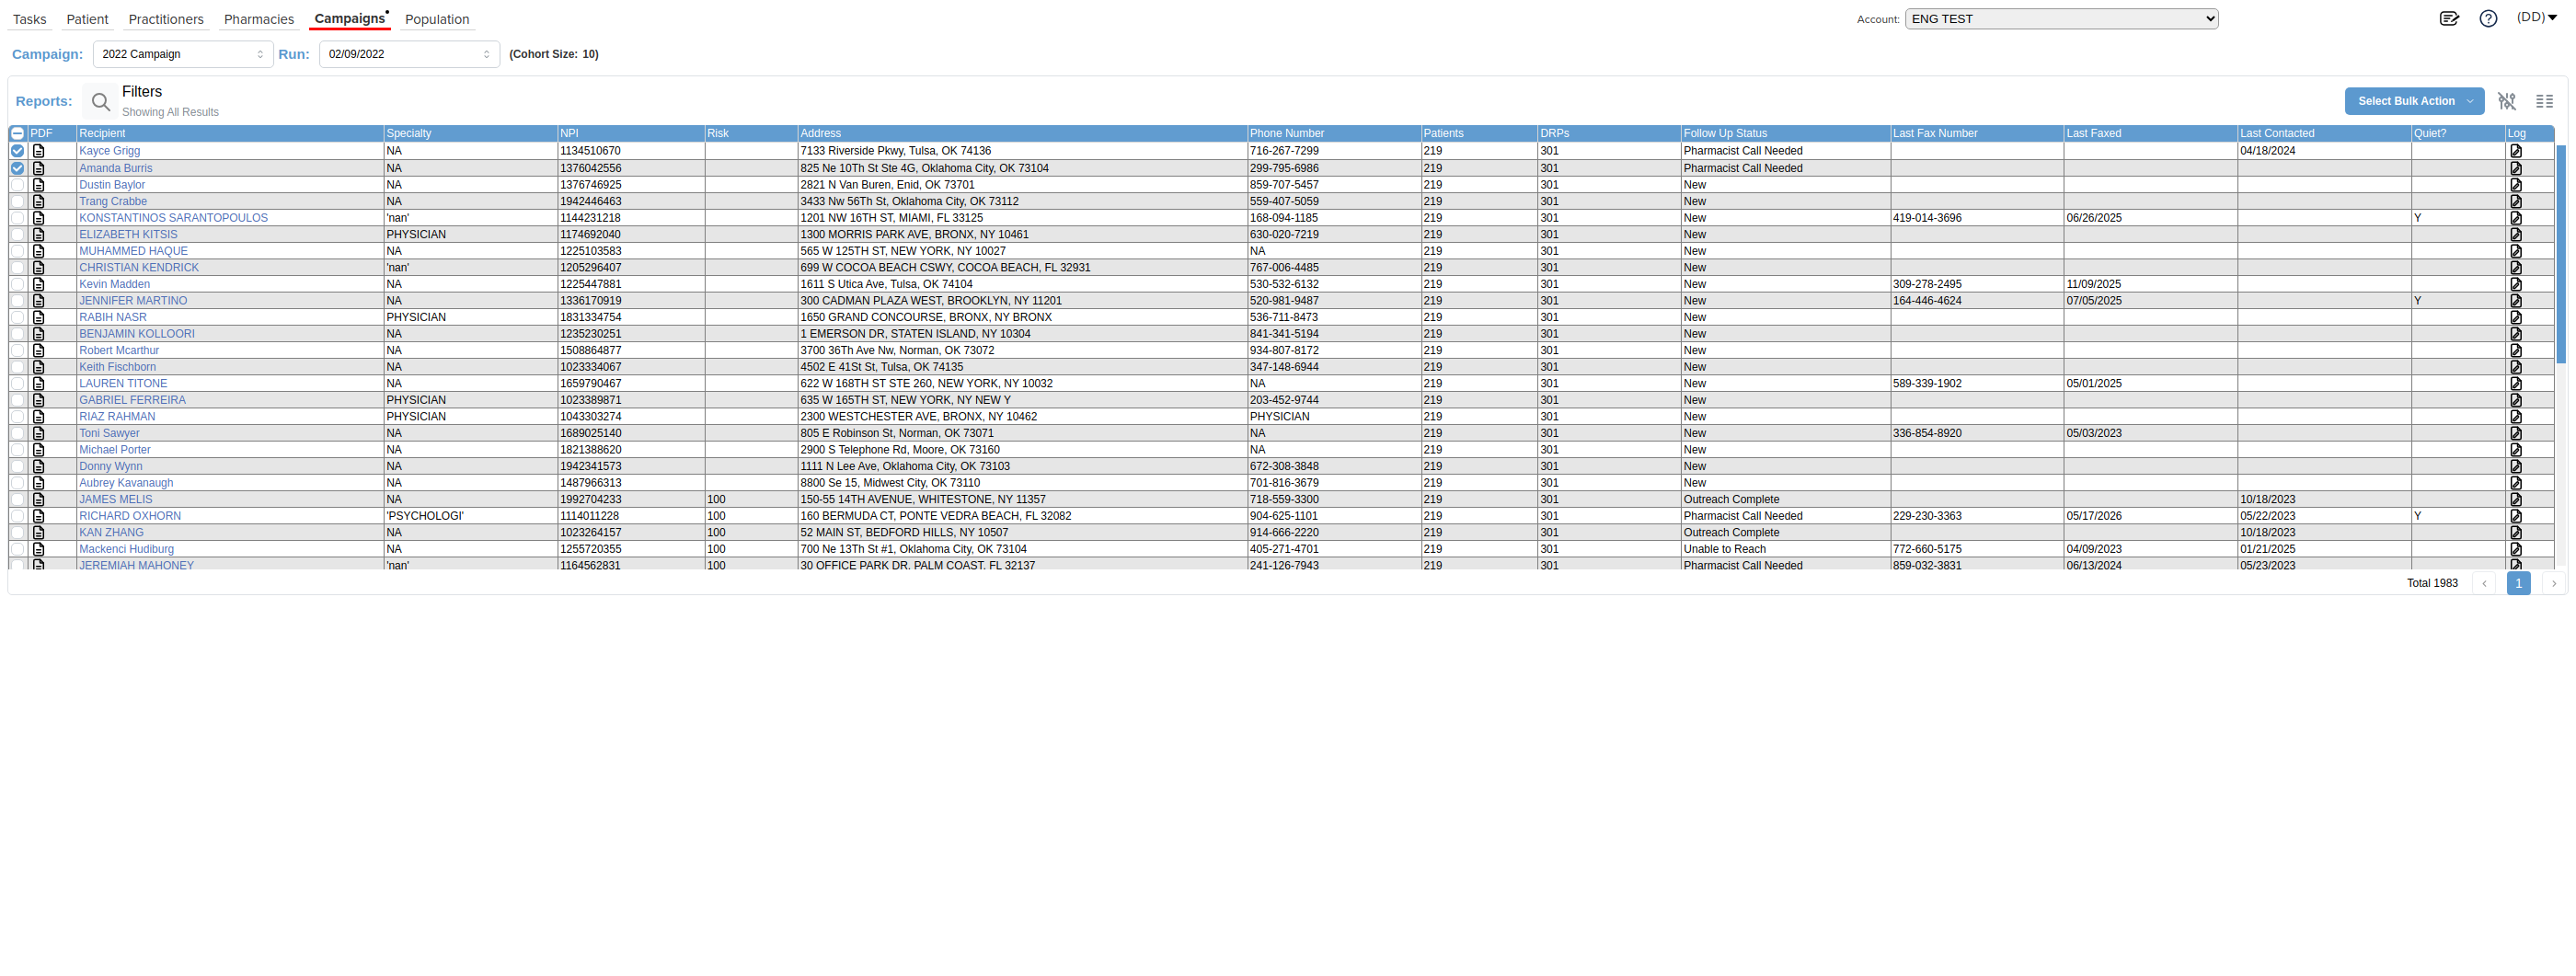 Tasks Patient Practitioners Pharmacies Campaigns Population Account: ENG TEST (DD)
Campaign: 2022 Campaign Run: 02/09/2022 (Cohort Size: 10)
Reports: Filters
Showing All Results
Select Bulk Action
PDF Recipient Specialty NPI Risk Address Phone Number Patients DRPs Follow Up Status Last Fax Number Last Faxed Last Contacted Quiet? Log
Kayce Grigg NA 1134510670 7133 Riverside Pkwy, Tulsa, OK 74136 716-267-7299 219 301 Pharmacist Call Needed 04/18/2024
Amanda Burris NA 1376042556 825 Ne 10Th St Ste 4G, Oklahoma City, OK 73104 299-795-6986 219 301 Pharmacist Call Needed
Dustin Baylor NA 1376746925 2821 N Van Buren, Enid, OK 73701 859-707-5457 219 301 New
Trang Crabbe NA 1942446463 3433 Nw 56Th St, Oklahoma City, OK 73112 559-407-5059 219 301 New
KONSTANTINOS SARANTOPOULOS 'nan' 1144231218 1201 NW 16TH ST, MIAMI, FL 33125 168-094-1185 219 301 New 419-014-3696 06/26/2025 Y
ELIZABETH KITSIS PHYSICIAN 1174692040 1300 MORRIS PARK AVE, BRONX, NY 10461 630-020-7219 219 301 New
MUHAMMED HAQUE NA 1225103583 565 W 125TH ST, NEW YORK, NY 10027 NA 219 301 New
CHRISTIAN KENDRICK 'nan' 1205296407 699 W COCOA BEACH CSWY, COCOA BEACH, FL 32931 767-006-4485 219 301 New
Kevin Madden NA 1225447881 1611 S Utica Ave, Tulsa, OK 74104 530-532-6132 219 301 New 309-278-2495 11/09/2025
JENNIFER MARTINO NA 1336170919 300 CADMAN PLAZA WEST, BROOKLYN, NY 11201 520-981-9487 219 301 New 164-446-4624 07/05/2025 Y
RABIH NASR PHYSICIAN 1831334754 1650 GRAND CONCOURSE, BRONX, NY BRONX 536-711-8473 219 301 New
BENJAMIN KOLLOORI NA 1235230251 1 EMERSON DR, STATEN ISLAND, NY 10304 841-341-5194 219 301 New
Robert Mcarthur NA 1508864877 3700 36Th Ave Nw, Norman, OK 73072 934-807-8172 219 301 New
Keith Fischborn NA 1023334067 4502 E 41St St, Tulsa, OK 74135 347-148-6944 219 301 New
LAUREN TITONE NA 1659790467 622 W 168TH ST STE 260, NEW YORK, NY 10032 NA 219 301 New 589-339-1902 05/01/2025
GABRIEL FERREIRA PHYSICIAN 1023389871 635 W 165TH ST, NEW YORK, NY NEW Y 203-452-9744 219 301 New
RIAZ RAHMAN PHYSICIAN 1043303274 2300 WESTCHESTER AVE, BRONX, NY 10462 PHYSICIAN 219 301 New
Toni Sawyer NA 1689025140 805 E Robinson St, Norman, OK 73071 NA 219 301 New 336-854-8920 05/03/2023
Michael Porter NA 1821388620 2900 S Telephone Rd, Moore, OK 73160 NA 219 301 New
Donny Wynn NA 1942341573 1111 N Lee Ave, Oklahoma City, OK 73103 672-308-3848 219 301 New
Aubrey Kavanaugh NA 1487966313 8800 Se 15, Midwest City, OK 73110 701-816-3679 219 301 New
JAMES MELIS NA 1992704233 100 150-55 14TH AVENUE, WHITESTONE, NY 11357 718-559-3300 219 301 Outreach Complete 10/18/2023
RICHARD OXHORN 'PSYCHOLOGI' 1114011228 100 160 BERMUDA CT, PONTE VEDRA BEACH, FL 32082 904-625-1101 219 301 Pharmacist Call Needed 229-230-3363 05/17/2026 05/22/2023 Y
KAN ZHANG NA 1023264157 100 52 MAIN ST, BEDFORD HILLS, NY 10507 914-666-2220 219 301 Outreach Complete 10/18/2023
Mackenci Hudiburg NA 1255720355 100 700 Ne 13Th St #1, Oklahoma City, OK 73104 405-271-4701 219 301 Unable to Reach 772-660-5175 04/09/2023 01/21/2025
JEREMIAH MAHONEY 'nan' 1164562831 100 30 OFFICE PARK DR, PALM COAST, FL 32137 241-126-7943 219 301 Pharmacist Call Needed 859-032-3831 06/13/2024 05/23/2023
Total 1983 1